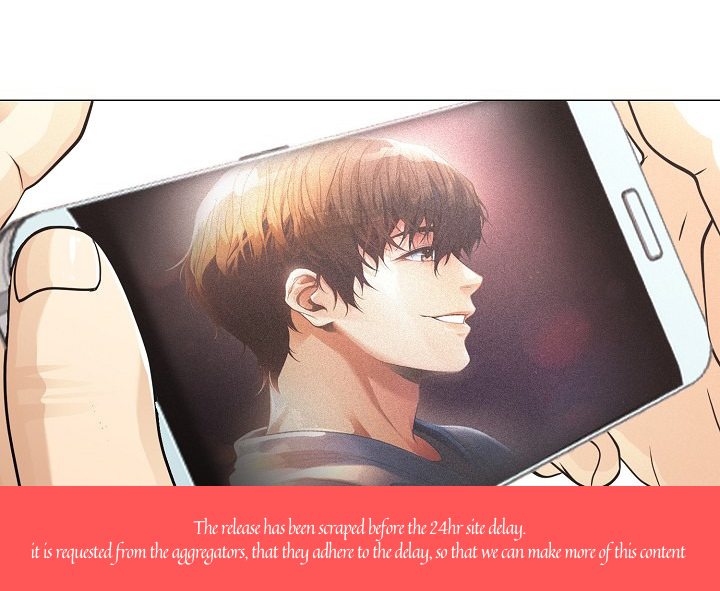 The release has been scraped before the 24hr site delay.
it is requested from the aggregators, that they adhere to the delay, so that we can make more of this content